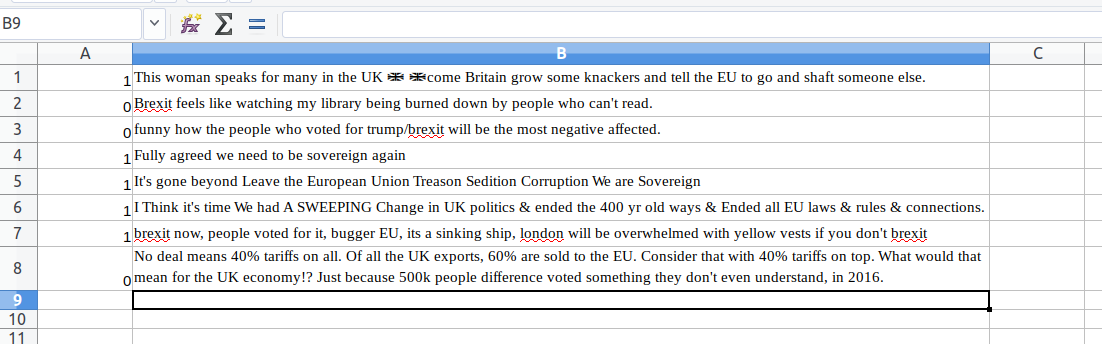 B9
A B C
1 1 This woman speaks for many in the UK 🇬🇧 🇬🇧come Britain grow some knackers and tell the EU to go and shaft someone else.
2 0 Brexit feels like watching my library being burned down by people who can't read.
3 0 funny how the people who voted for trump/brexit will be the most negative affected.
4 1 Fully agreed we need to be sovereign again
5 1 It's gone beyond Leave the European Union Treason Sedition Corruption We are Sovereign
6 1 I Think it's time We had A SWEEPING Change in UK politics & ended the 400 yr old ways & Ended all EU laws & rules & connections.
7 1 brexit now, people voted for it, bugger EU, its a sinking ship, london will be overwhelmed with yellow vests if you don't brexit
8 0 No deal means 40% tariffs on all. Of all the UK exports, 60% are sold to the EU. Consider that with 40% tariffs on top. What would that
mean for the UK economy!? Just because 500k people difference voted something they don't even understand, in 2016.
9
10
11